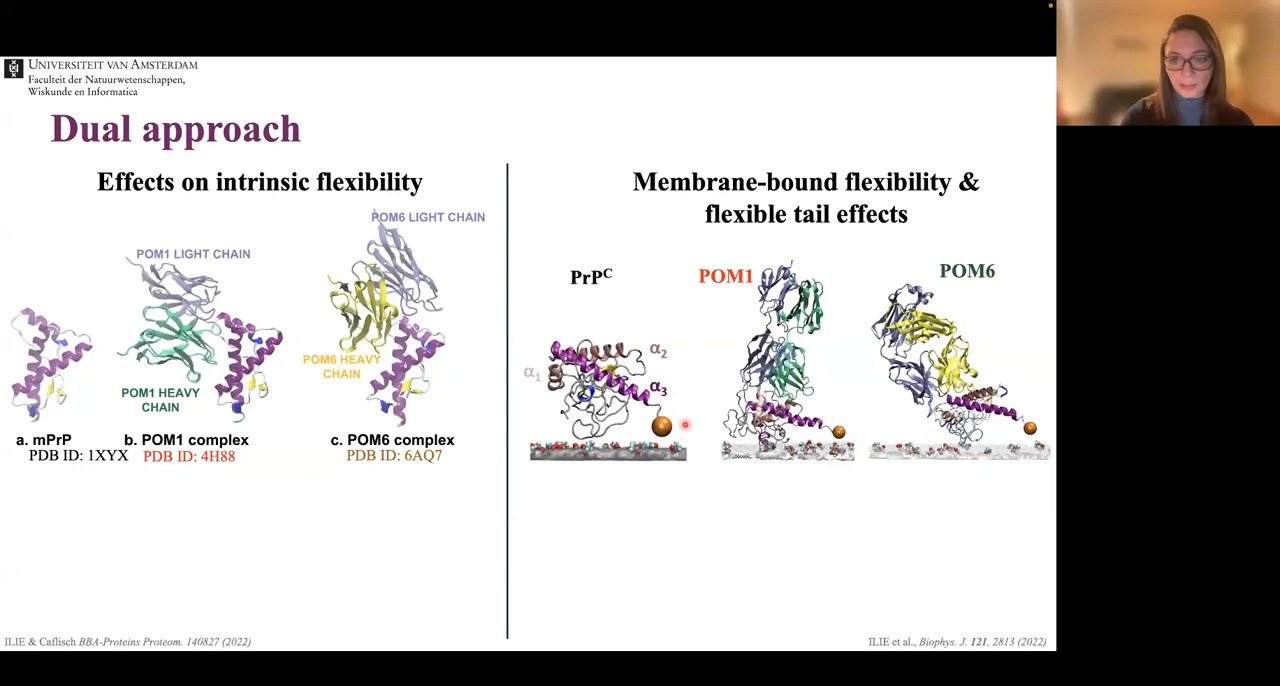 UNIVERSITEIT VAN AMSTERDAM
Faculteit der Natuurwetenschappen,
Wiskunde en Informatica
Dual approach
Effects on intrinsic flexibility
POM6 LIGHT CHAIN
POM1 LIGHT CHAIN
POM6 HEAVY
CHAIN
POM1 HEAVY
CHAIN
a. mPrP
PDB ID: 1XYX
b. POM1 complex
PDB ID: 4H88
c. POM6 complex
PDB ID: 6AQ7
ILIE & Caflisch BBA-Proteins Proteom. 140827 (2022)
Membrane-bound flexibility &
flexible tail effects
PrPᶜ
POM1
POM6
α₂
α₁
α₃
ILIE et al., Biophys. J. 121, 2813 (2022)